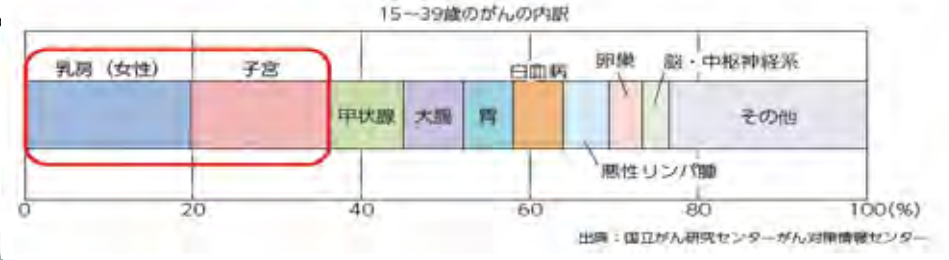 15～39歳のがんの内訳
乳房（女性） 子宮 甲状腺 大腸 胃 白血病 卵巣 脳・中枢神経系 その他
悪性リンパ腫
0 20 40 60 80 100(%)
出典：国立がん研究センターがん対策情報センター